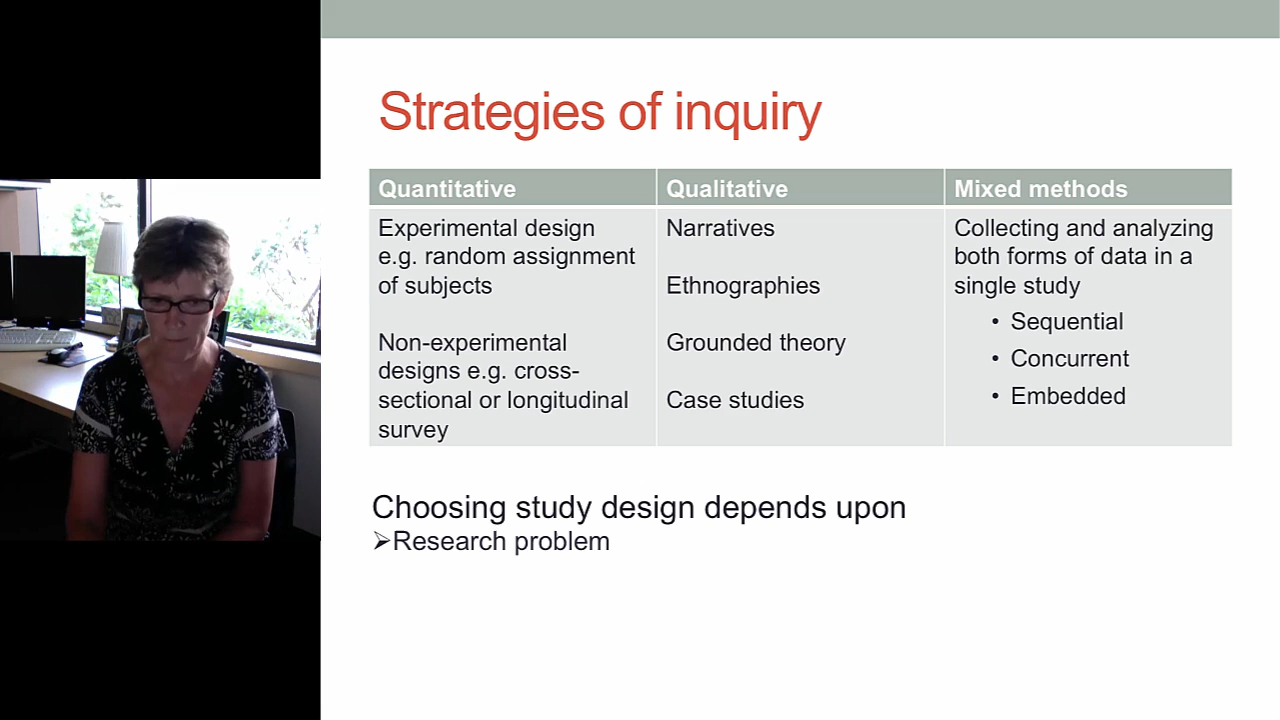 Strategies of inquiry
Quantitative
Qualitative
Mixed methods
Experimental design
e.g. random assignment
of subjects
Non-experimental
designs e.g. cross-
sectional or longitudinal
survey
Narratives
Ethnographies
Grounded theory
Case studies
Collecting and analyzing
both forms of data in a
single study
• Sequential
• Concurrent
• Embedded
Choosing study design depends upon
➢Research problem